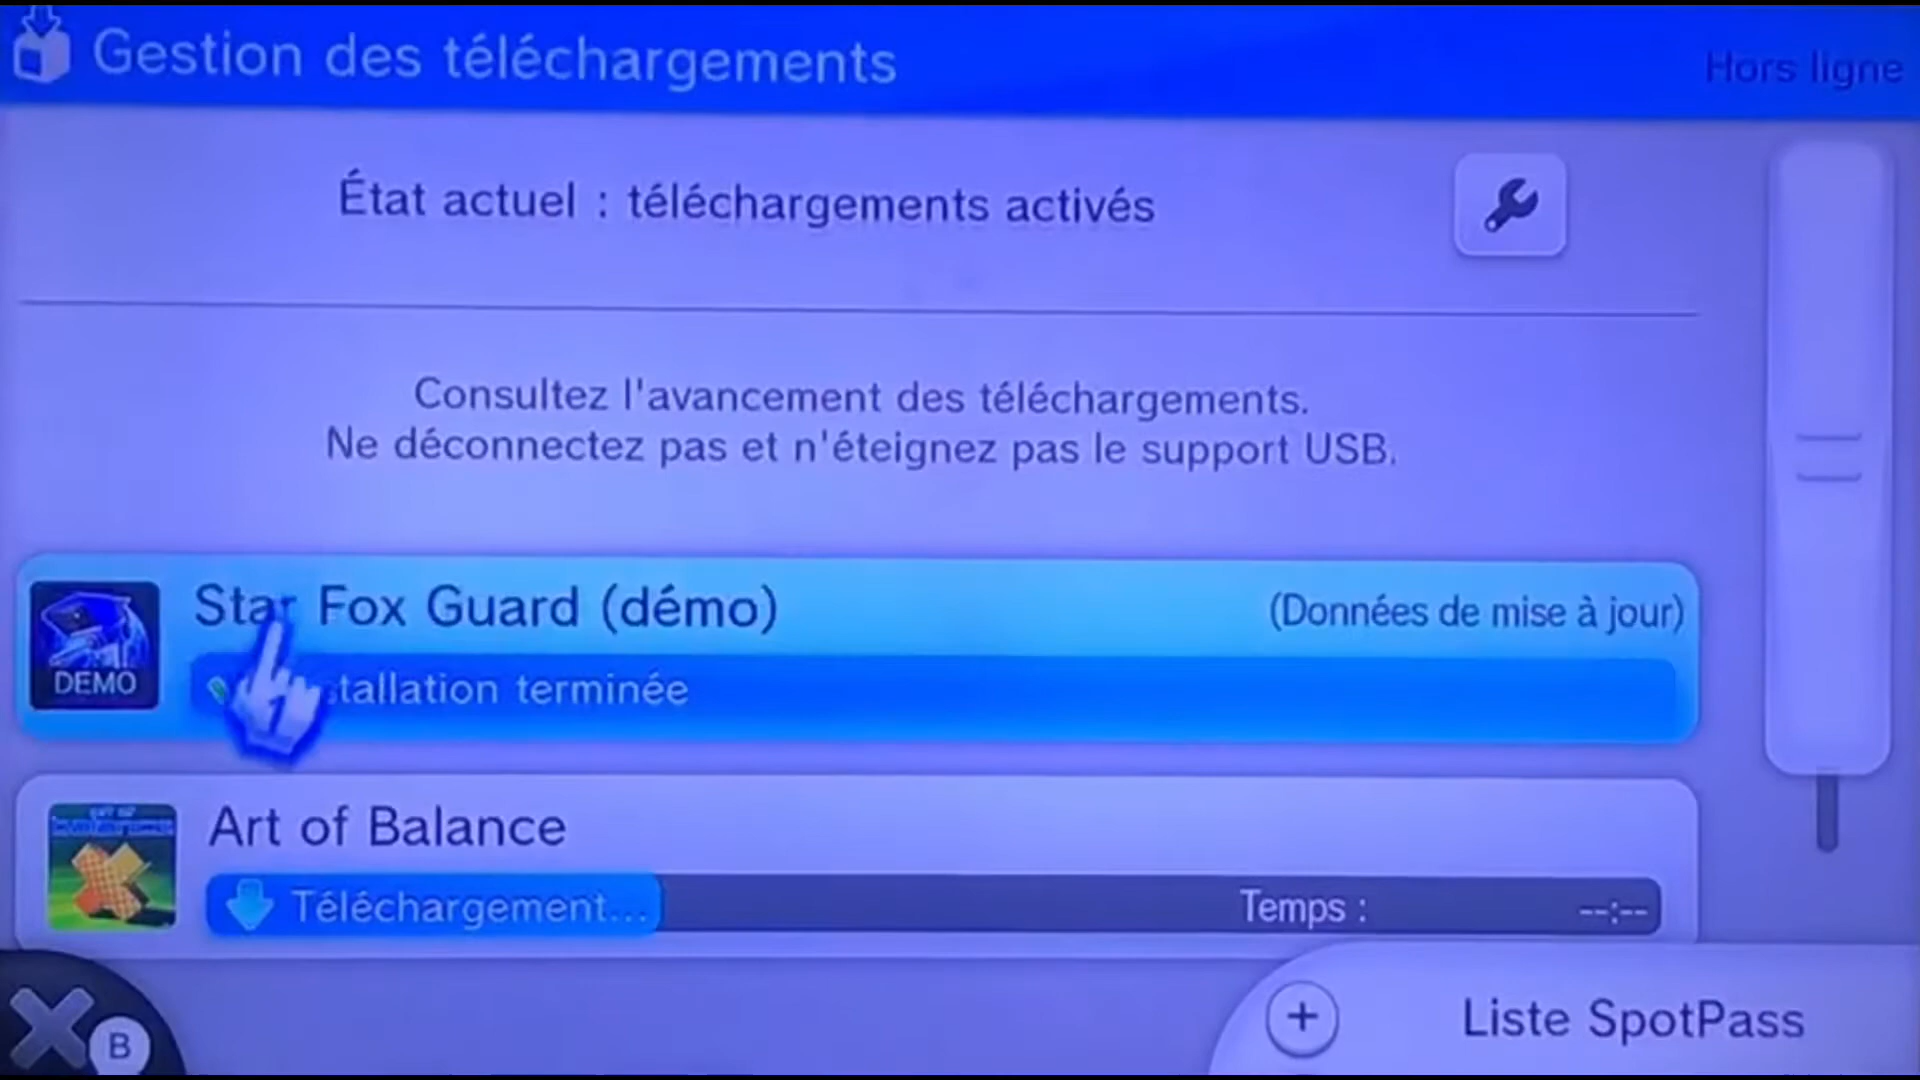 Gestion des téléchargements
Hors ligne
État actuel : téléchargements activés
Consultez l'avancement des téléchargements.
Ne déconnectez pas et n'éteignez pas le support USB.
Star Fox Guard (démo)
(Données de mise à jour)
DEMO
terminée
Art of Balance
Téléchargement...
Temps :
--:--
B
+
Liste SpotPass